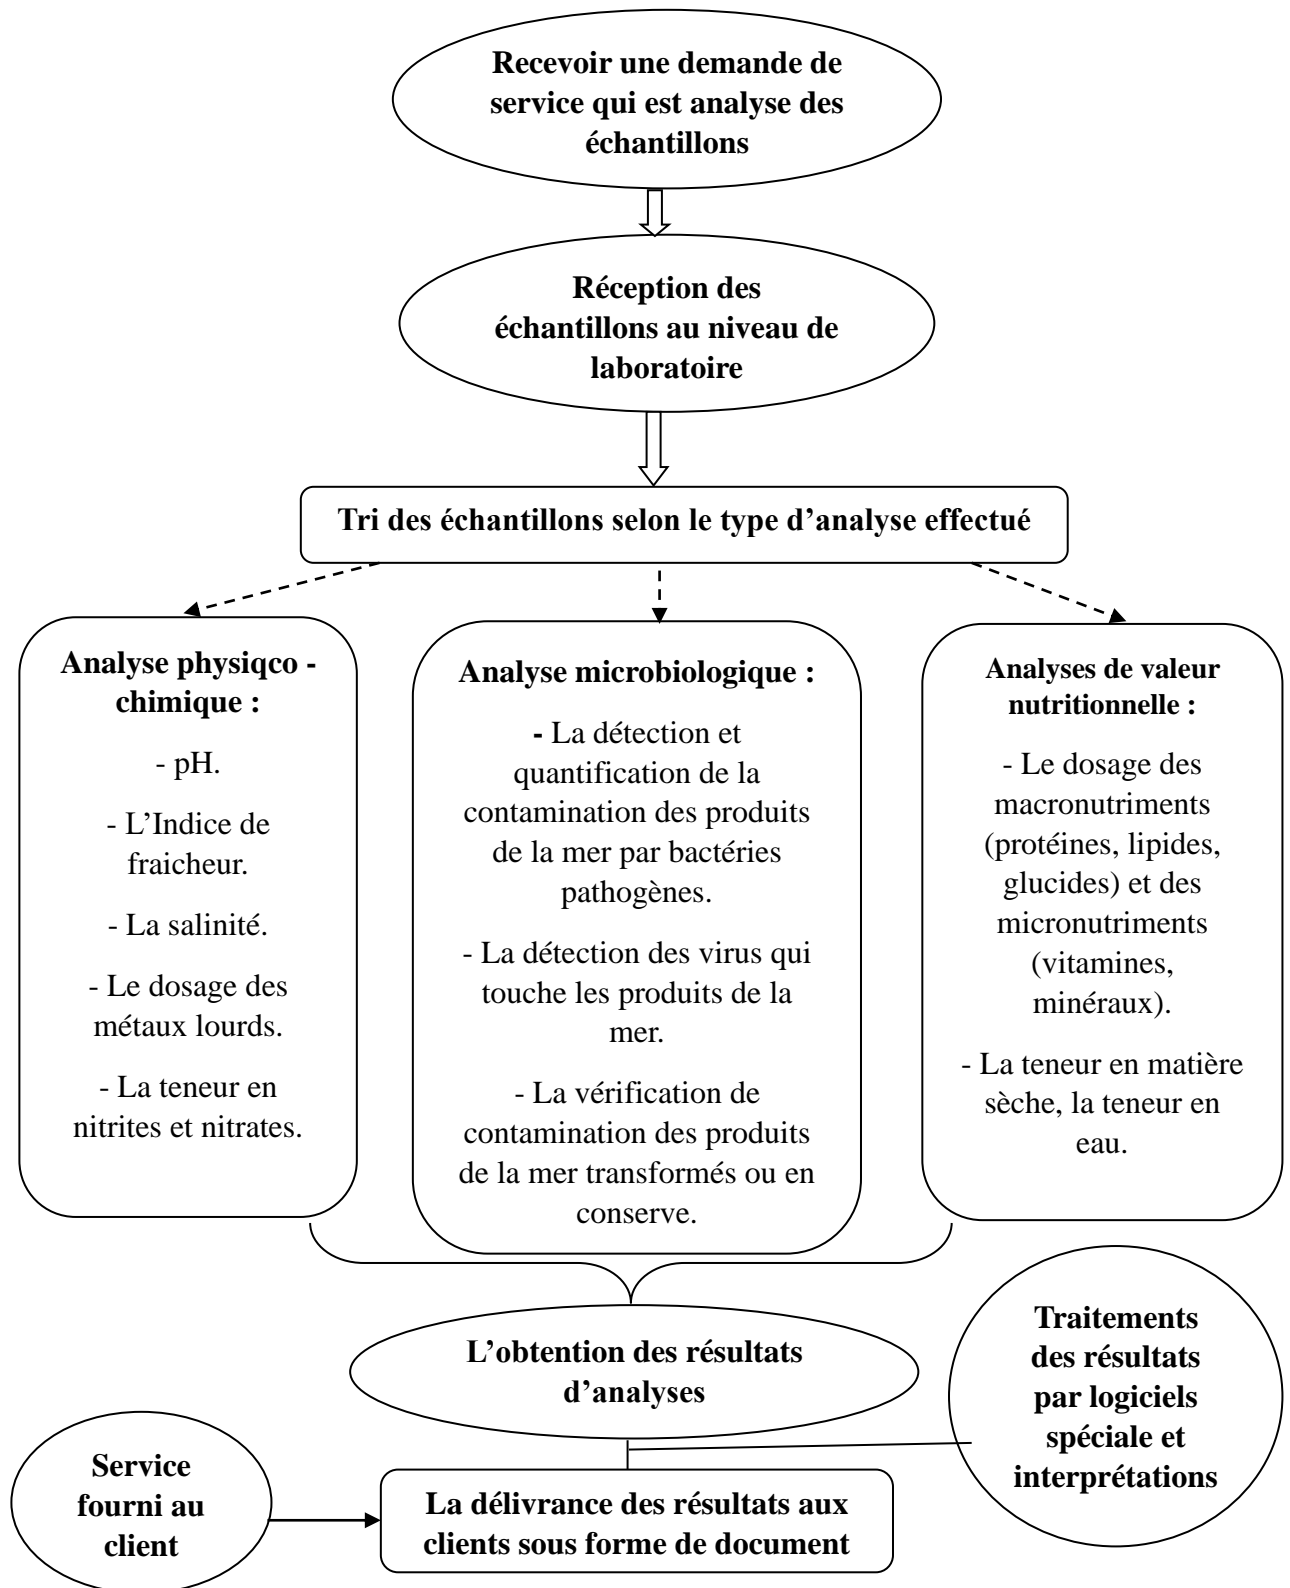 Recevoir une demande de
service qui est analyse des
échantillons
Réception des
échantillons au niveau de
laboratoire
Tri des échantillons selon le type d’analyse effectué
Analyse physiqco -
chimique :
- pH.
- L’Indice de
fraicheur.
- La salinité.
- Le dosage des
métaux lourds.
- La teneur en
nitrites et nitrates.
Analyse microbiologique :
- La détection et
quantification de la
contamination des produits
de la mer par bactéries
pathogènes.
- La détection des virus qui
touche les produits de la
mer.
- La vérification de
contamination des produits
de la mer transformés ou en
conserve.
Analyses de valeur
nutritionnelle :
- Le dosage des
macronutriments
(protéines, lipides,
glucides) et des
micronutriments
(vitamines,
minéraux).
- La teneur en matière
sèche, la teneur en
eau.
L’obtention des résultats
d’analyses
Traitements
des résultats
par logiciels
spéciale et
interprétations
Service
fourni au
client
La délivrance des résultats aux
clients sous forme de document